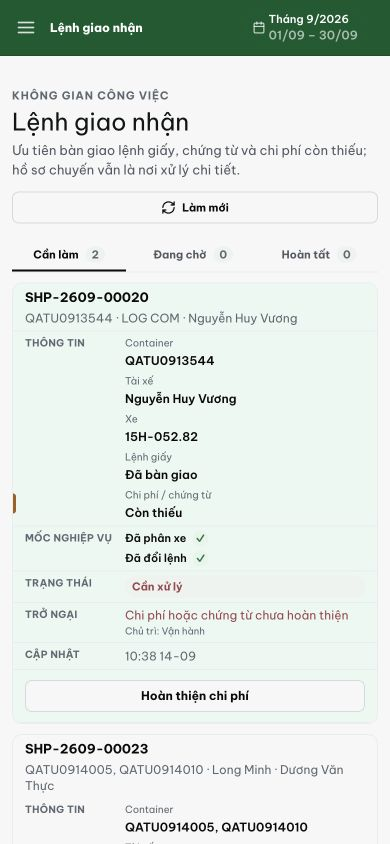 Lệnh giao nhận
Tháng 9/2026
01/09 – 30/09
KHÔNG GIAN CÔNG VIỆC
Lệnh giao nhận
Ưu tiên bàn giao lệnh giấy, chứng từ và chi phí còn thiếu;
hồ sơ chuyến vẫn là nơi xử lý chi tiết.
Làm mới
Cần làm 2 Đang chờ 0 Hoàn tất 0
SHP-2609-00020
QATU0913544 · LOG COM · Nguyễn Huy Vương
THÔNG TIN Container
QATU0913544
Tài xế
Nguyễn Huy Vương
Xe
15H-052.82
Lệnh giấy
Đã bàn giao
Chi phí / chứng từ
Còn thiếu
MỐC NGHIỆP VỤ Đã phân xe ✓
Đã đổi lệnh ✓
TRẠNG THÁI Cần xử lý
TRỞ NGẠI Chi phí hoặc chứng từ chưa hoàn thiện
Chủ trì: Vận hành
CẬP NHẬT 10:38 14-09
Hoàn thiện chi phí
SHP-2609-00023
QATU0914005, QATU0914010 · Long Minh · Dương Văn
Thực
THÔNG TIN Container
QATU0914005, QATU0914010